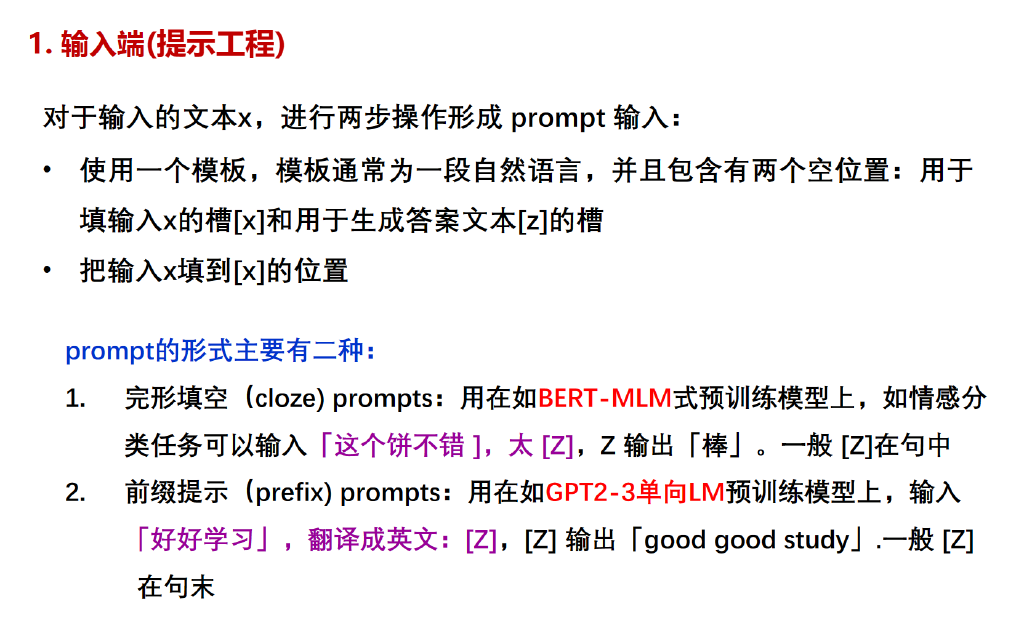 1. 输入端(提示工程)
对于输入的文本x，进行两步操作形成 prompt 输入：
• 使用一个模板，模板通常为一段自然语言，并且包含有两个空位置：用于
填输入x的槽[x]和用于生成答案文本[z]的槽
• 把输入x填到[x]的位置
prompt的形式主要有二种：
1. 完形填空（cloze) prompts：用在如BERT-MLM式预训练模型上，如情感分
类任务可以输入「这个饼不错 ]，太 [Z]，Z 输出「棒」。一般 [Z]在句中
2. 前缀提示（prefix) prompts：用在如GPT2-3单向LM预训练模型上，输入
「好好学习」，翻译成英文：[Z]，[Z] 输出「good good study」.一般 [Z]
在句末